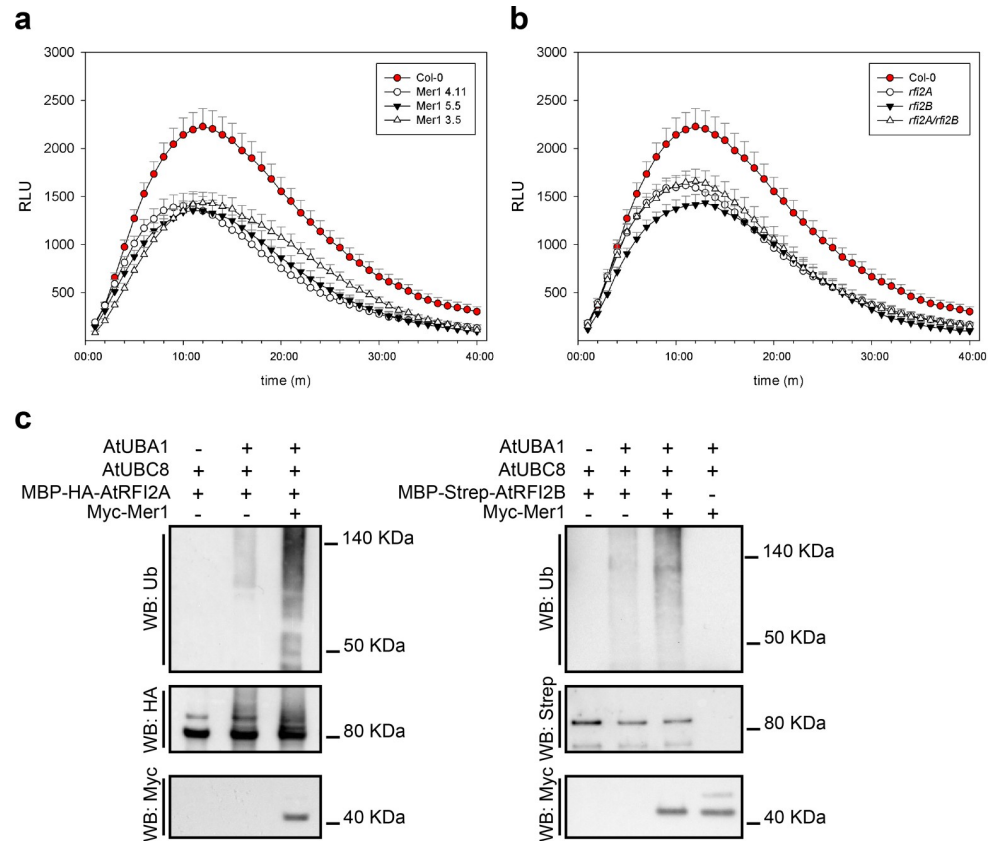 a
RLU
3000
2500
2000
1500
1000
500
00:00 10:00 20:00 30:00 40:00
time (m)
Col-0
Mer1 4.11
Mer1 5.5
Mer1 3.5
b
RLU
3000
2500
2000
1500
1000
500
00:00 10:00 20:00 30:00 40:00
time (m)
Col-0
rfi2A
rfi2B
rfi2A/rfi2B
c
AtUBA1 - + +
AtUBC8 + + +
MBP-HA-AtRFI2A + + +
Myc-Mer1 - - +
WB: Ub
140 KDa
50 KDa
WB: HA
80 KDa
WB: Myc
40 KDa
AtUBA1 - + + +
AtUBC8 + + + +
MBP-Strep-AtRFI2B + + + -
Myc-Mer1 - - + +
WB: Ub
140 KDa
50 KDa
WB: Strep
80 KDa
WB: Myc
40 KDa